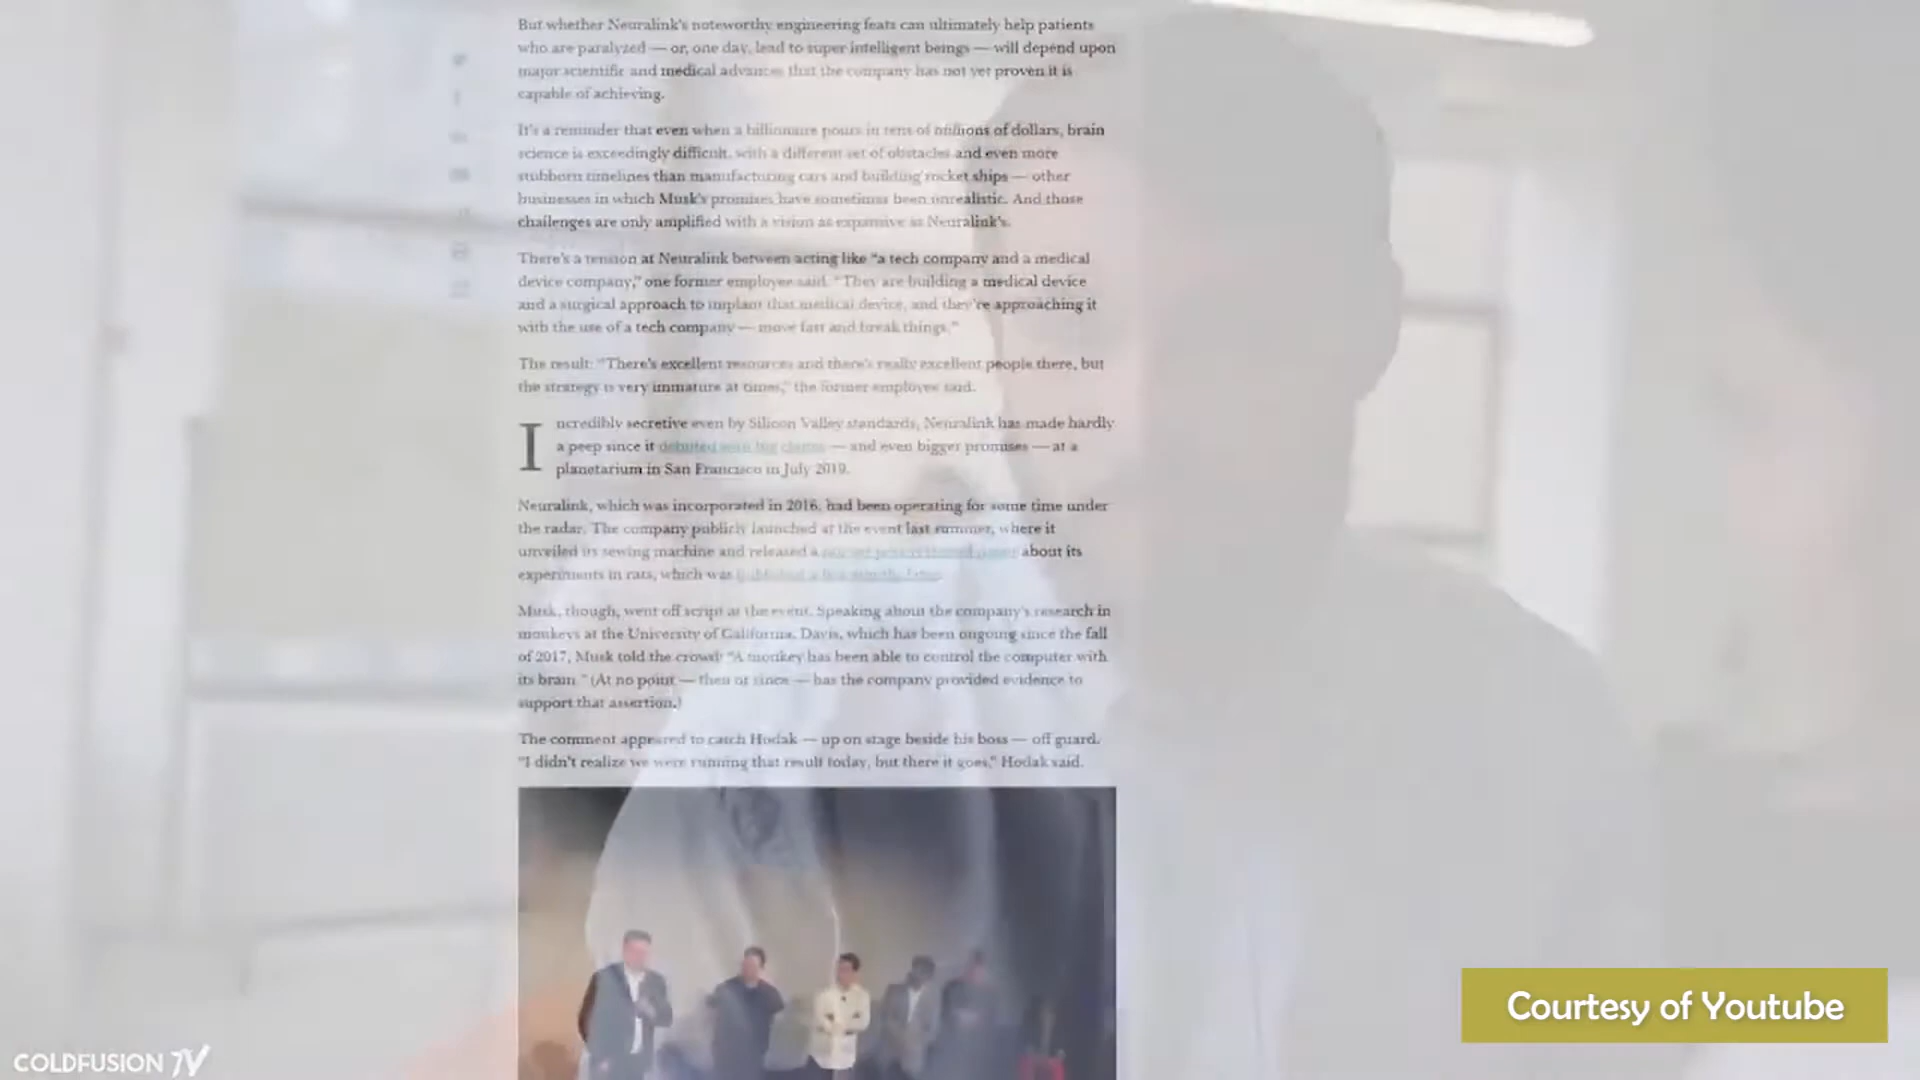 But whether Neuralink's noteworthy engineering feats can ultimately help patients
who are paralyzed — or, one day, lead to super intelligent beings — will depend upon
major scientific and medical advances that the company has not yet proven it is
capable of achieving.
It's a reminder that even when a billionaire pours in tens of millions of dollars, brain
science is exceedingly difficult, with a different set of obstacles and even more
stubborn timelines than manufacturing cars and building rocket ships — other
businesses in which Musk's promises have sometimes been unrealistic. And those
challenges are only amplified with a vision as expansive as Neuralink's.
There's a tension at Neuralink between acting like "a tech company and a medical
device company," one former employee said. "They are building a medical device
and a surgical approach to implant that medical device, and they're approaching it
with the use of a tech company — move fast and break things."
The result: "There's excellent resources and there's really excellent people there, but
the strategy is very immature at times," the former employee said.
Incredibly secretive even by Silicon Valley standards, Neuralink has made hardly
a peep since it debuted with big claims — and even bigger promises — at a
planetarium in San Francisco in July 2019.
Neuralink, which was incorporated in 2016, had been operating for some time under
the radar. The company publicly launched at the event last summer, where it
unveiled its sewing machine and released a about its
experiments in rats, which was
Musk, though, went off script at the event. Speaking about the company's research in
monkeys at the University of California, Davis, which has been ongoing since the fall
of 2017, Musk told the crowd: "A monkey has been able to control the computer with
its brain." (At no point — then or since — has the company provided evidence to
support that assertion.)
The comment appeared to catch Hodak — up on stage beside his boss — off guard.
"I didn't realize we were running that result today, but there it goes," Hodak said.
Courtesy of Youtube
COLDFUSION TV